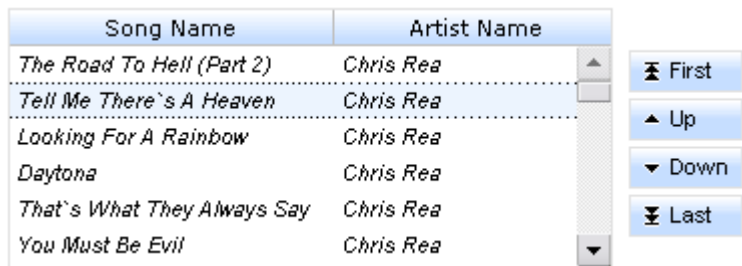 Song Name Artist Name
The Road To Hell (Part 2) Chris Rea
Tell Me There`s A Heaven Chris Rea
Looking For A Rainbow Chris Rea
Daytona Chris Rea
That`s What They Always Say Chris Rea
You Must Be Evil Chris Rea
First
Up
Down
Last